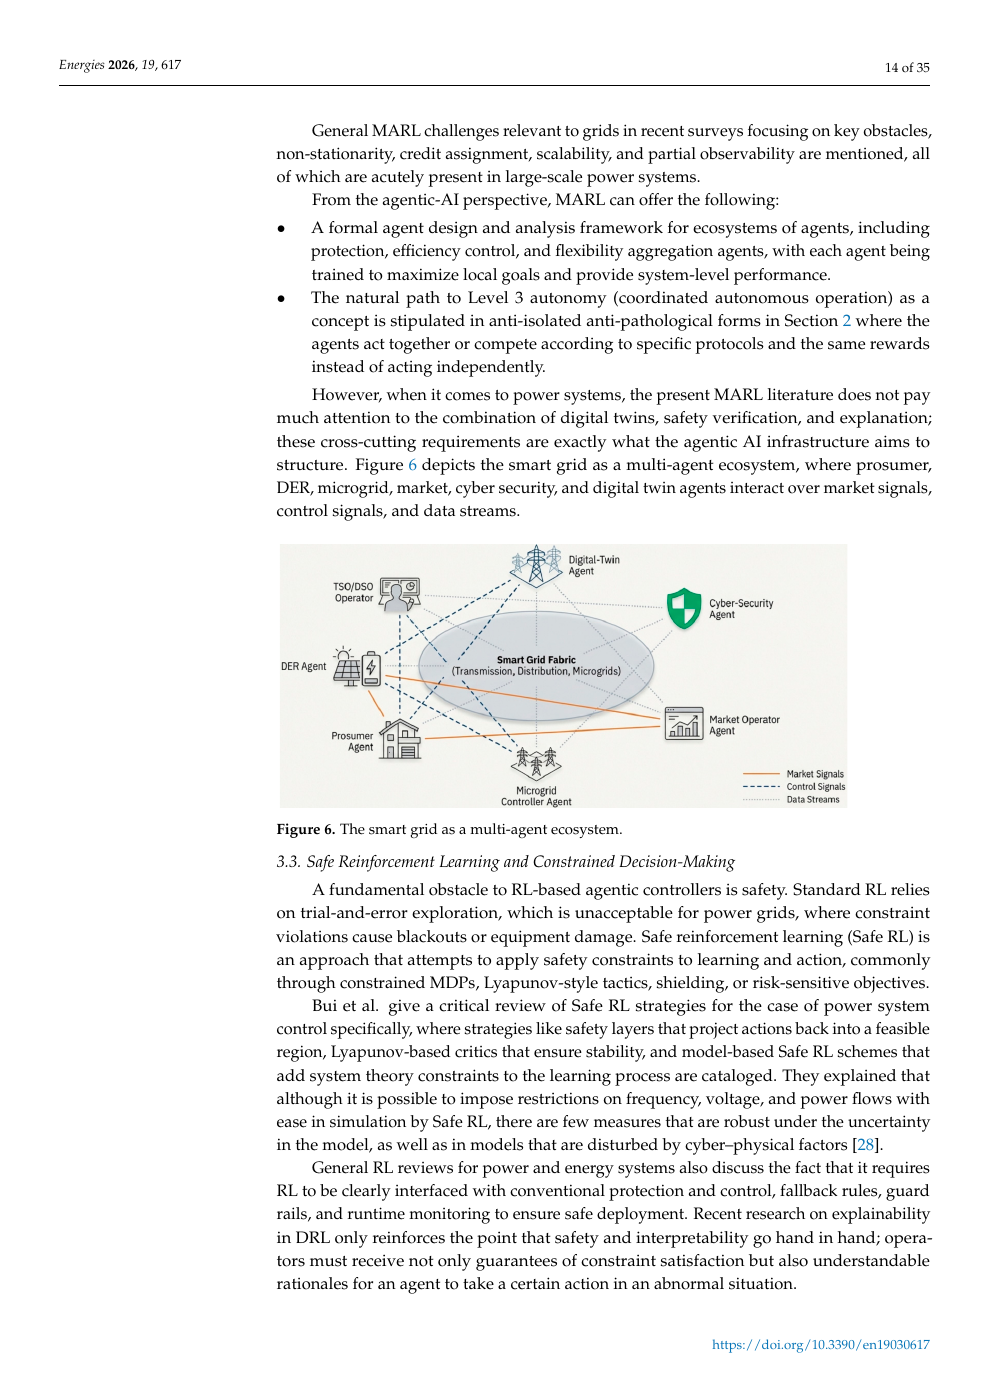 Energies 2026, 19, 617
14 of 35
General MARL challenges relevant to grids in recent surveys focusing on key obstacles,
non-stationarity, credit assignment, scalability, and partial observability are mentioned, all
of which are acutely present in large-scale power systems.
From the agentic-AI perspective, MARL can offer the following:
• A formal agent design and analysis framework for ecosystems of agents, including
protection, efficiency control, and flexibility aggregation agents, with each agent being
trained to maximize local goals and provide system-level performance.
• The natural path to Level 3 autonomy (coordinated autonomous operation) as a
concept is stipulated in anti-isolated anti-pathological forms in Section 2 where the
agents act together or compete according to specific protocols and the same rewards
instead of acting independently.
However, when it comes to power systems, the present MARL literature does not pay
much attention to the combination of digital twins, safety verification, and explanation;
these cross-cutting requirements are exactly what the agentic AI infrastructure aims to
structure. Figure 6 depicts the smart grid as a multi-agent ecosystem, where prosumer,
DER, microgrid, market, cyber security, and digital twin agents interact over market signals,
control signals, and data streams.
Digital-Twin
Agent
TSO/DSO
Operator
Cyber-Security
Agent
DER Agent
Smart Grid Fabric
(Transmission, Distribution, Microgrids)
Prosumer
Agent
Market Operator
Agent
Microgrid
Controller Agent
Market Signals
Control Signals
Data Streams
Figure 6. The smart grid as a multi-agent ecosystem.
3.3. Safe Reinforcement Learning and Constrained Decision-Making
A fundamental obstacle to RL-based agentic controllers is safety. Standard RL relies
on trial-and-error exploration, which is unacceptable for power grids, where constraint
violations cause blackouts or equipment damage. Safe reinforcement learning (Safe RL) is
an approach that attempts to apply safety constraints to learning and action, commonly
through constrained MDPs, Lyapunov-style tactics, shielding, or risk-sensitive objectives.
Bui et al. give a critical review of Safe RL strategies for the case of power system
control specifically, where strategies like safety layers that project actions back into a feasible
region, Lyapunov-based critics that ensure stability, and model-based Safe RL schemes that
add system theory constraints to the learning process are cataloged. They explained that
although it is possible to impose restrictions on frequency, voltage, and power flows with
ease in simulation by Safe RL, there are few measures that are robust under the uncertainty
in the model, as well as in models that are disturbed by cyber–physical factors [28].
General RL reviews for power and energy systems also discuss the fact that it requires
RL to be clearly interfaced with conventional protection and control, fallback rules, guard
rails, and runtime monitoring to ensure safe deployment. Recent research on explainability
in DRL only reinforces the point that safety and interpretability go hand in hand; opera-
tors must receive not only guarantees of constraint satisfaction but also understandable
rationales for an agent to take a certain action in an abnormal situation.
https://doi.org/10.3390/en19030617